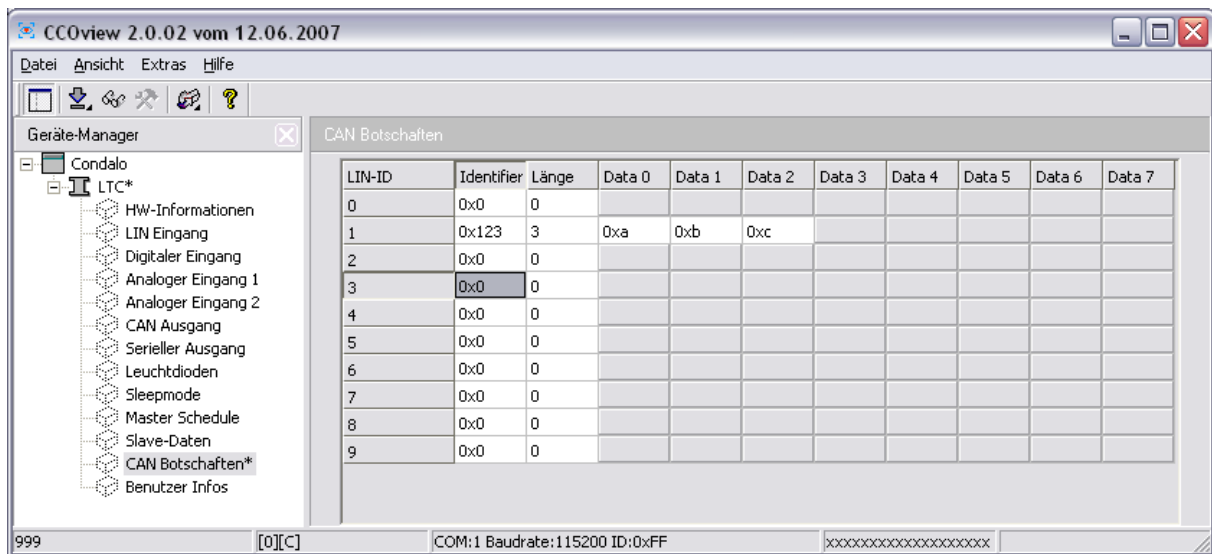 CCOview 2.0.02 vom 12.06.2007
Datei Ansicht Extras Hilfe
Geräte-Manager
CAN Botschaften
Condalo
LTC*
HW-Informationen
LIN Eingang
Digitaler Eingang
Analoger Eingang 1
Analoger Eingang 2
CAN Ausgang
Serieller Ausgang
Leuchtdioden
Sleepmode
Master Schedule
Slave-Daten
CAN Botschaften*
Benutzer Infos
LIN-ID Identifier Länge Data 0 Data 1 Data 2 Data 3 Data 4 Data 5 Data 6 Data 7
0 0x0 0
1 0x123 3 0xa 0xb 0xc
2 0x0 0
3 0x0 0
4 0x0 0
5 0x0 0
6 0x0 0
7 0x0 0
8 0x0 0
9 0x0 0
999 [0][C] COM:1 Baudrate:115200 ID:0xFF xxxxxxxxxxxxxxxxxxx